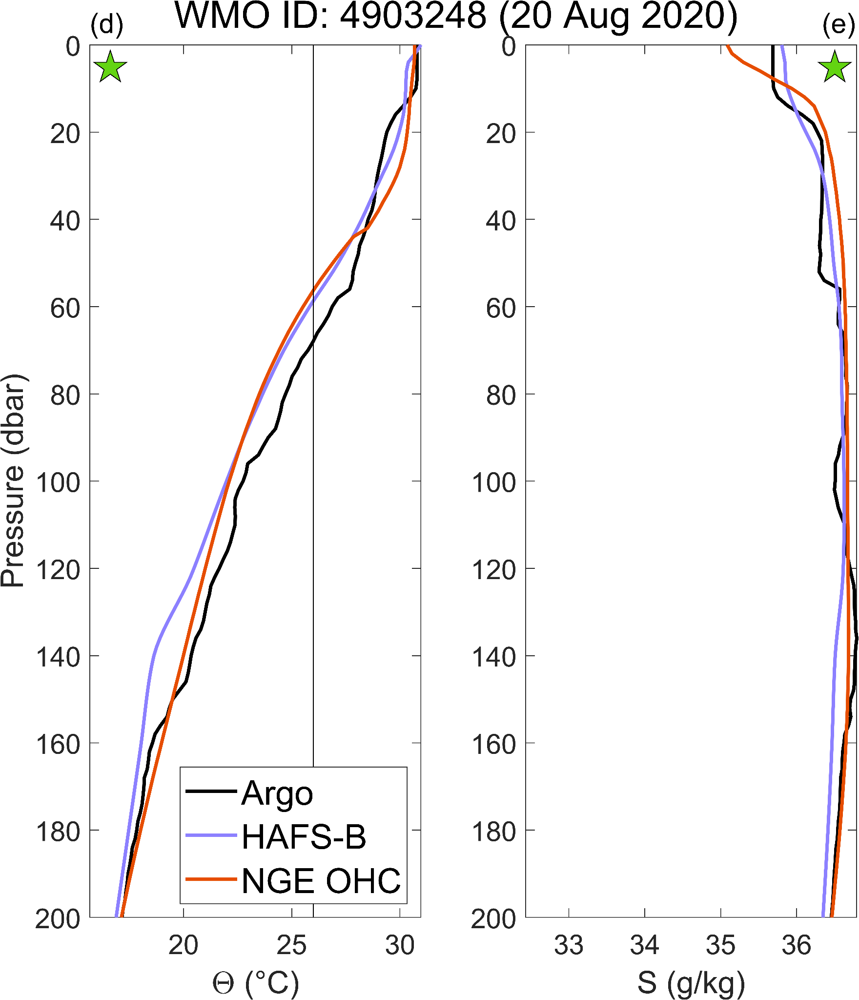 (d) WMO ID: 4903248 (20 Aug 2020) (e)
0
20
40
60
80
100
120
140
160
180
200
Pressure (dbar)
20 25 30
Θ (°C)
Argo
HAFS-B
NGE OHC
0
20
40
60
80
100
120
140
160
180
200
33 34 35 36
S (g/kg)